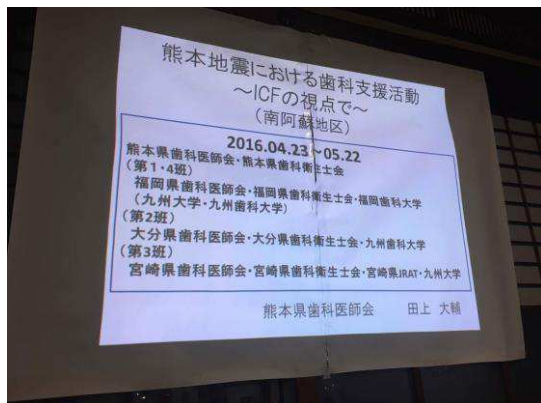 熊本地震における歯科支援活動
～ICFの視点で～
（南阿蘇地区）
2016.04.23～05.22
熊本県歯科医師会・熊本県歯科衛生士会
（第1・4班）
福岡県歯科医師会・福岡県歯科衛生士会・福岡歯科大学
（九州大学・九州歯科大学）
（第2班）
大分県歯科医師会・大分県歯科衛生士会・九州歯科大学
（第3班）
宮崎県歯科医師会・宮崎県歯科衛生士会・宮崎県JRAT・九州大学
熊本県歯科医師会　田上 大輔